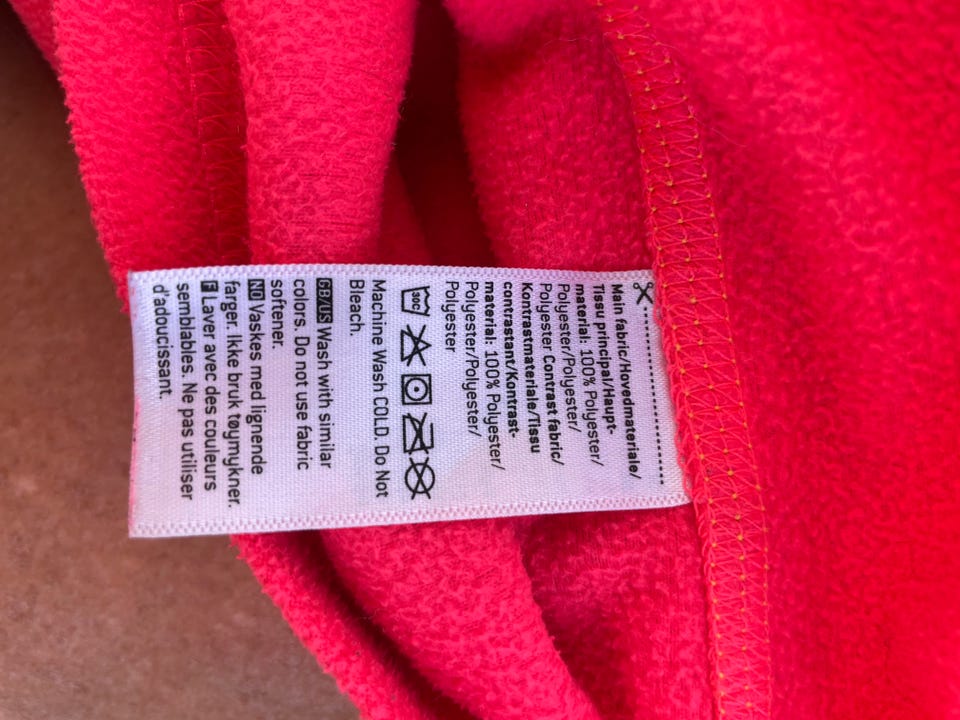 Main fabric/Hovedmateriale/
Tissu principal/Haupt-
material: 100% Polyester/
Polyester/Polyester/
Polyester Contrast fabric/
Kontrastmateriale/Tissu
contrastant/Kontrast-
material: 100% Polyester/
Polyester/Polyester/
Polyester
30C
Machine Wash COLD. Do Not
Bleach.
GB/US Wash with similar
colors. Do not use fabric
softener.
NO Vaskes med lignende
farger. Ikke bruk tøymykner.
F Laver avec des couleurs
semblables. Ne pas utiliser
d'adoucissant.